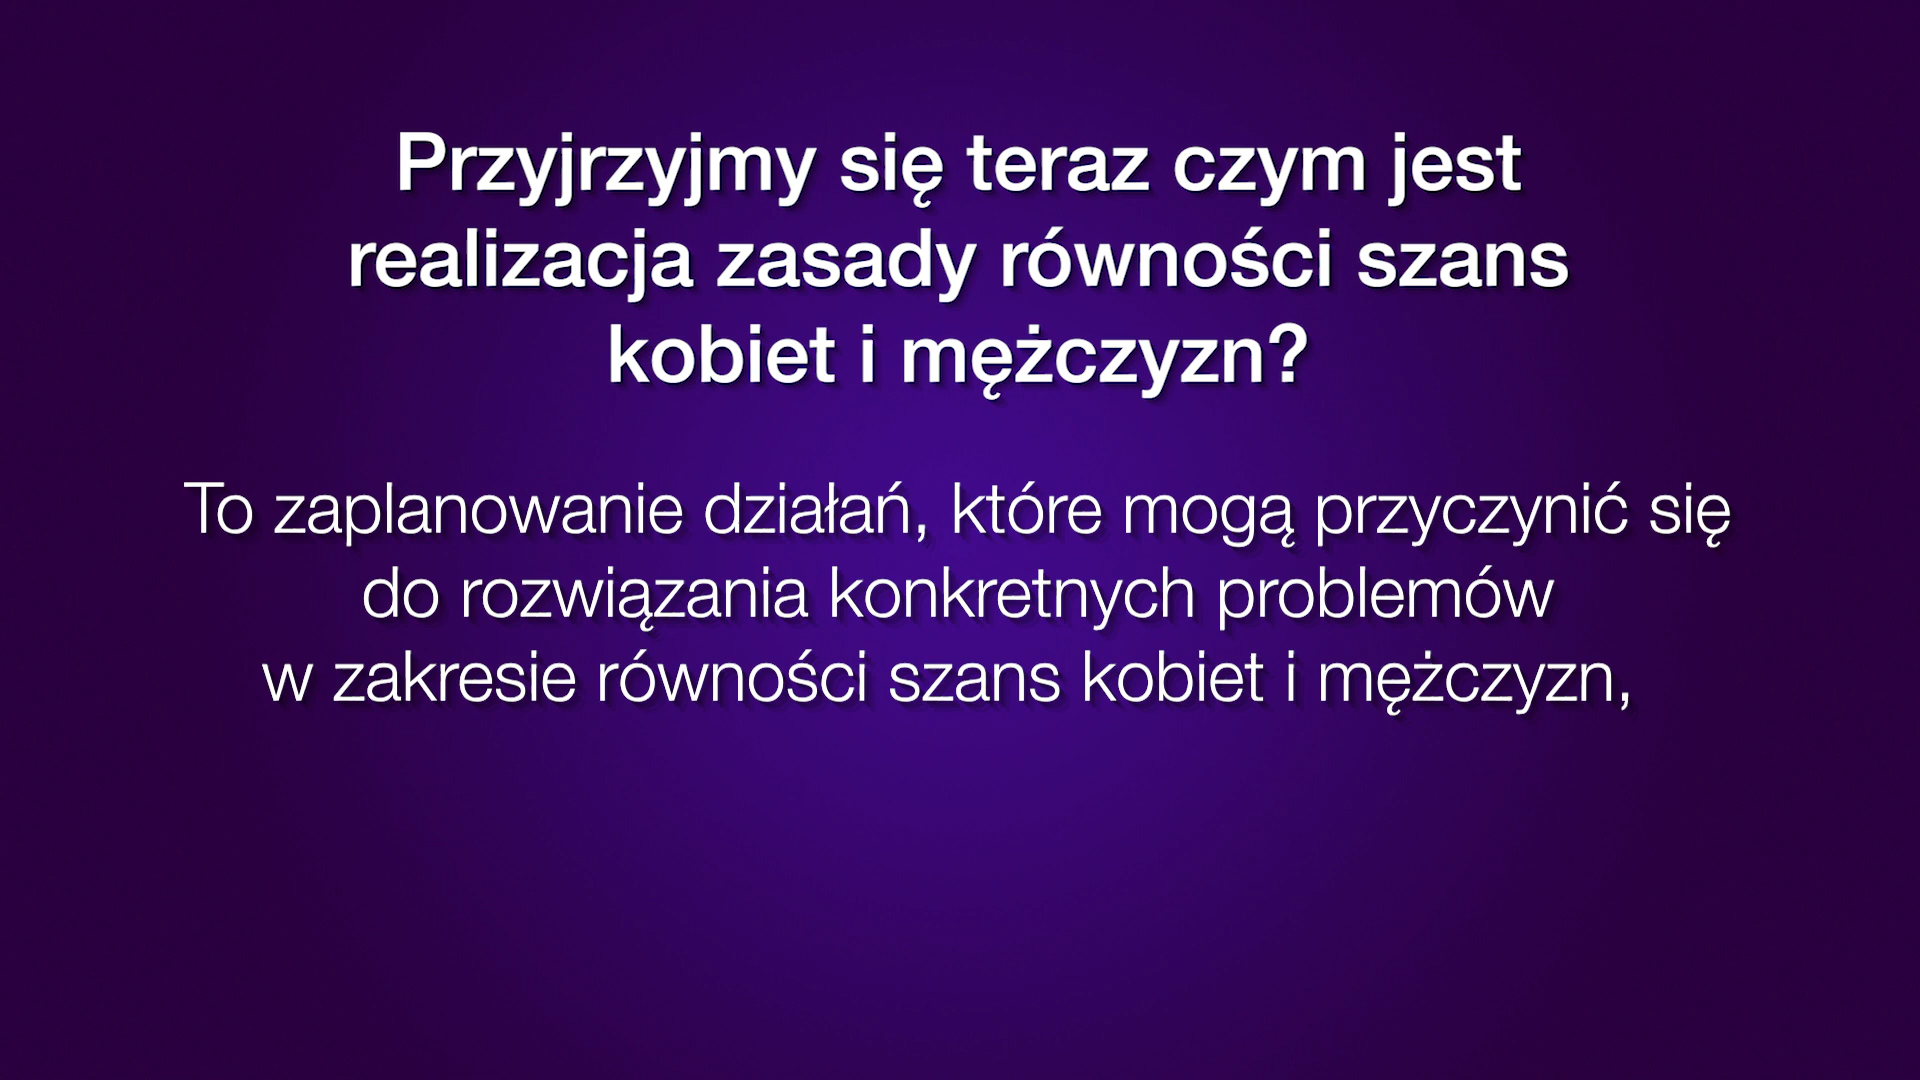 Przyjrzyjmy się teraz czym jest
realizacja zasady równości szans
kobiet i mężczyzn?
To zaplanowanie działań, które mogą przyczynić się
do rozwiązania konkretnych problemów
w zakresie równości szans kobiet i mężczyzn,